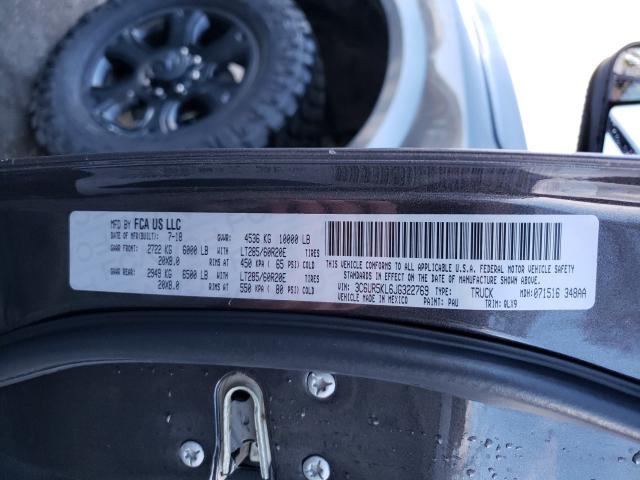 MFD BY FCA US LLC
DATE OF MFR(BUILT): 7-18 GVWR: 4536 KG 10000 LB
GAWR FRONT: 2722 KG 6000 LB WITH LT285/60R20E TIRES
20X8.0 RIMS AT 450 KPA ( 65 PSI) COLD
GAWR REAR: 2948 KG 6500 LB WITH LT285/60R20E TIRES
20X8.0 RIMS AT 550 KPA ( 80 PSI) COLD
THIS VEHICLE CONFORMS TO ALL APPLICABLE U.S.A. FEDERAL MOTOR VEHICLE SAFETY
STANDARDS IN EFFECT ON THE DATE OF MANUFACTURE SHOWN ABOVE.
VIN: 3C6UR5KL6JG322769 TYPE: TRUCK MDH: 071516 348AA
VEHICLE MADE IN MEXICO PAINT: PAU TRIM: QLX9